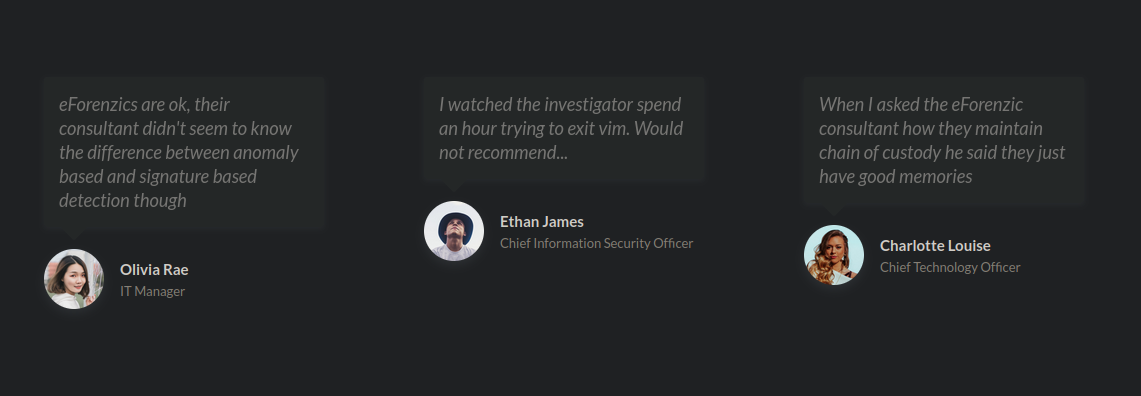 eForenzics are ok, their
consultant didn't seem to know
the difference between anomaly
based and signature based
detection though
Olivia Rae
IT Manager
I watched the investigator spend
an hour trying to exit vim. Would
not recommend...
Ethan James
Chief Information Security Officer
When I asked the eForenzic
consultant how they maintain
chain of custody he said they just
have good memories
Charlotte Louise
Chief Technology Officer